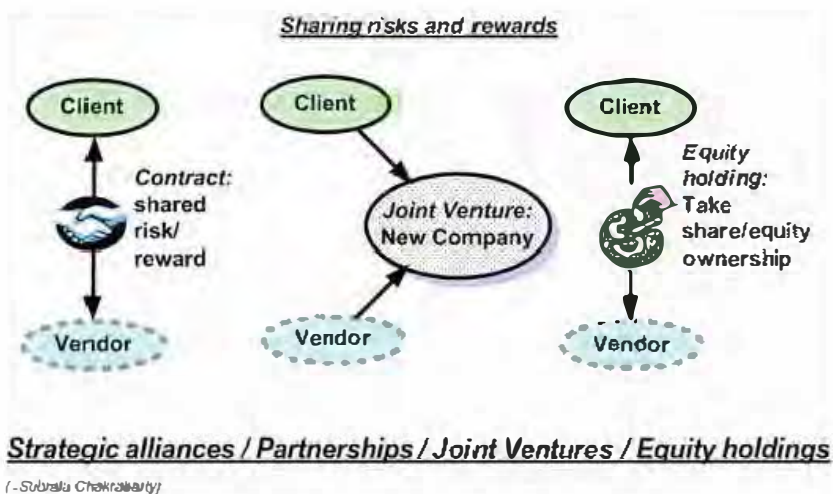 Sharing risks and rewards
Client
Contract:
shared
risk/
reward
Vendor
Client
Joint Venture:
New Company
Vendor
Client
Equity
holding:
Take
share/equity
ownership
Vendor
Strategic alliances / Partnerships / Joint Ventures / Equity holdings